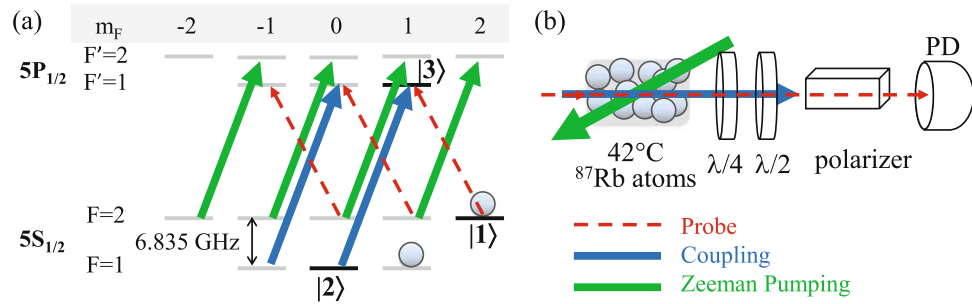 (a)
m_F -2 -1 0 1 2
F'=2
5P_1/2
F'=1
|3⟩
F=2
|1⟩
5S_1/2
6.835 GHz
F=1
|2⟩
(b)
PD
42°C
⁸⁷Rb atoms
λ/4
λ/2
polarizer
Probe
Coupling
Zeeman Pumping